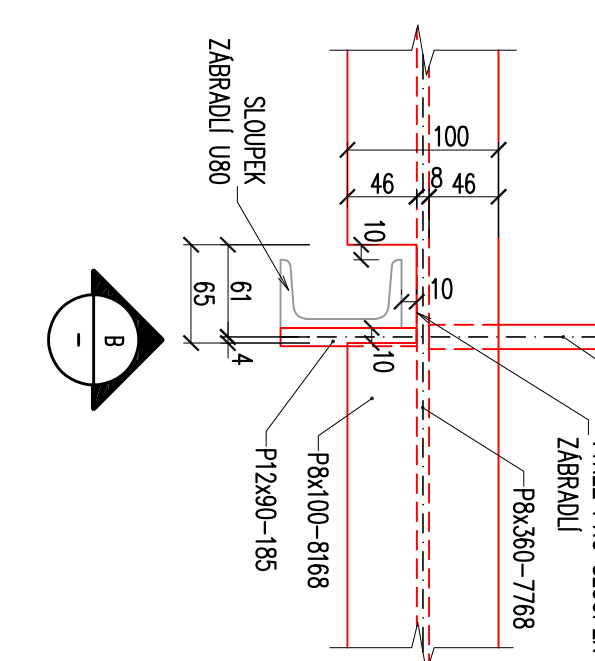 SLOUPEK
ZÁBRADLÍ U80
100
46
8
46
10
10
61
65
4
10
B
-
ZÁBRADLÍ
P8x360-7768
P8x100-8168
P12x90-185